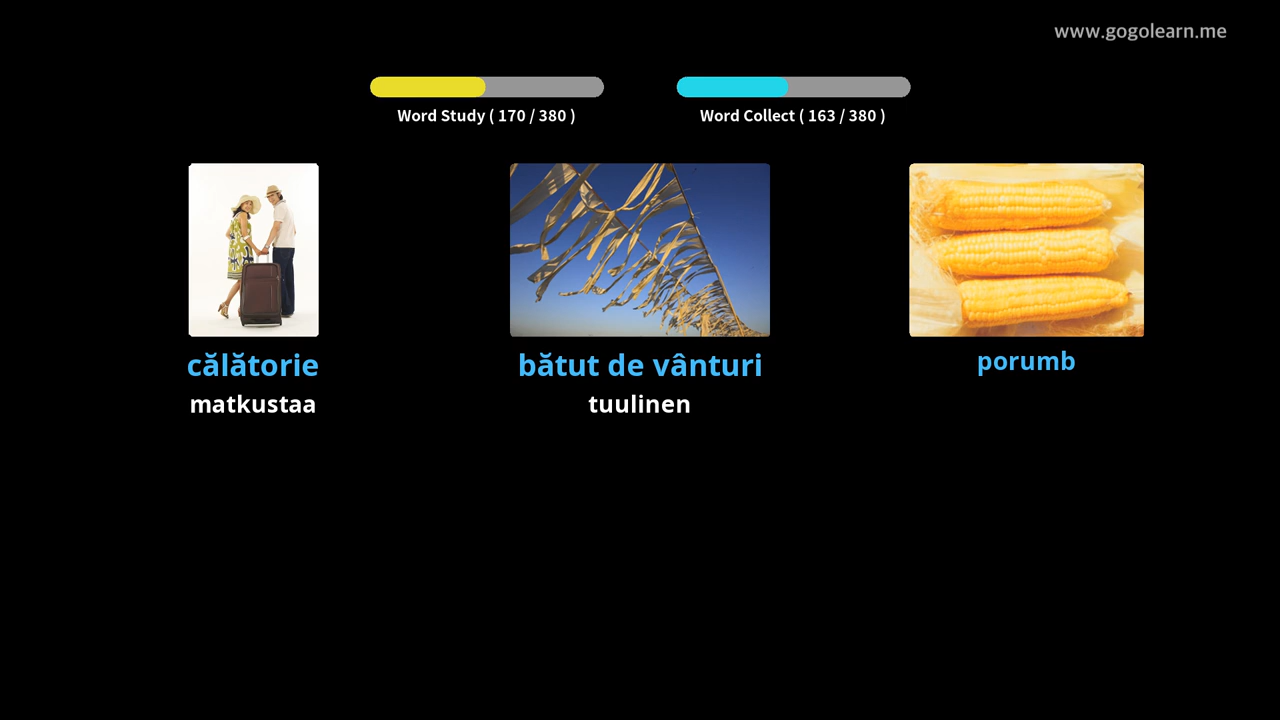 www.gogolearn.me
Word Study ( 170 / 380 )
Word Collect ( 163 / 380 )
călătorie
matkustaa
bătut de vânturi
tuulinen
porumb